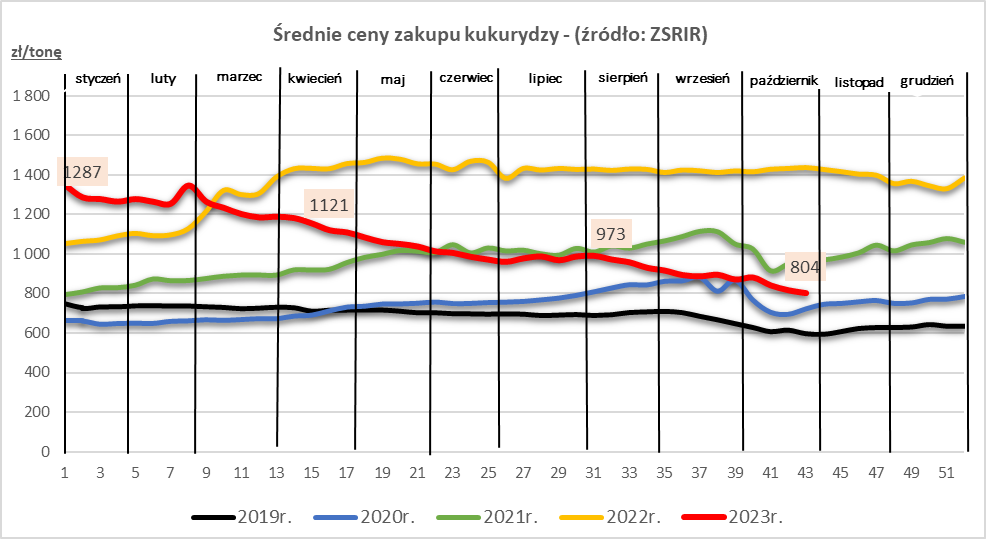 Średnie ceny zakupu kukurydzy - (źródło: ZSRIR)
zł/tonę
styczeń luty marzec kwiecień maj czerwiec lipiec sierpień wrzesień październik listopad grudzień
1 800
1 600
1 400
1 200
1 000
800
600
400
200
0
1287
1121
973
804
1 3 5 7 9 11 13 15 17 19 21 23 25 27 29 31 33 35 37 39 41 43 45 47 49 51
2019r. 2020r. 2021r. 2022r. 2023r.